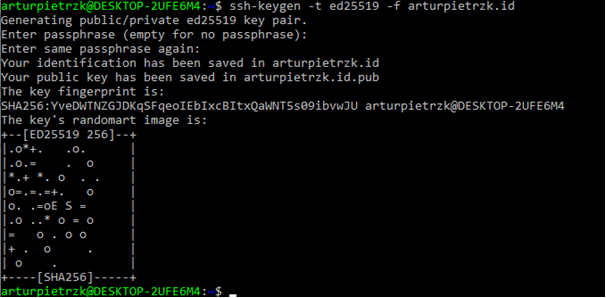 arturpietrzk@DESKTOP-2UFE6M4:~$ ssh-keygen -t ed25519 -f arturpietrzk.id
Generating public/private ed25519 key pair.
Enter passphrase (empty for no passphrase):
Enter same passphrase again:
Your identification has been saved in arturpietrzk.id
Your public key has been saved in arturpietrzk.id.pub
The key fingerprint is:
SHA256:YveDWTNZGJDKqSFqeoIEbIxcBItxQaWNT5s09ibvwJU arturpietrzk@DESKTOP-2UFE6M4
The key's randomart image is:
+--[ED25519 256]--+
|.o*+.   .o.      |
|.o.=    .  o     |
|*.+ *. o  . .    |
|o=.=.=+.   o     |
|o. .=oE S =      |
|.o ..* o = o     |
|=   o . o o      |
|+ .  o     .     |
| o    .          |
+----[SHA256]-----+
arturpietrzk@DESKTOP-2UFE6M4:~$